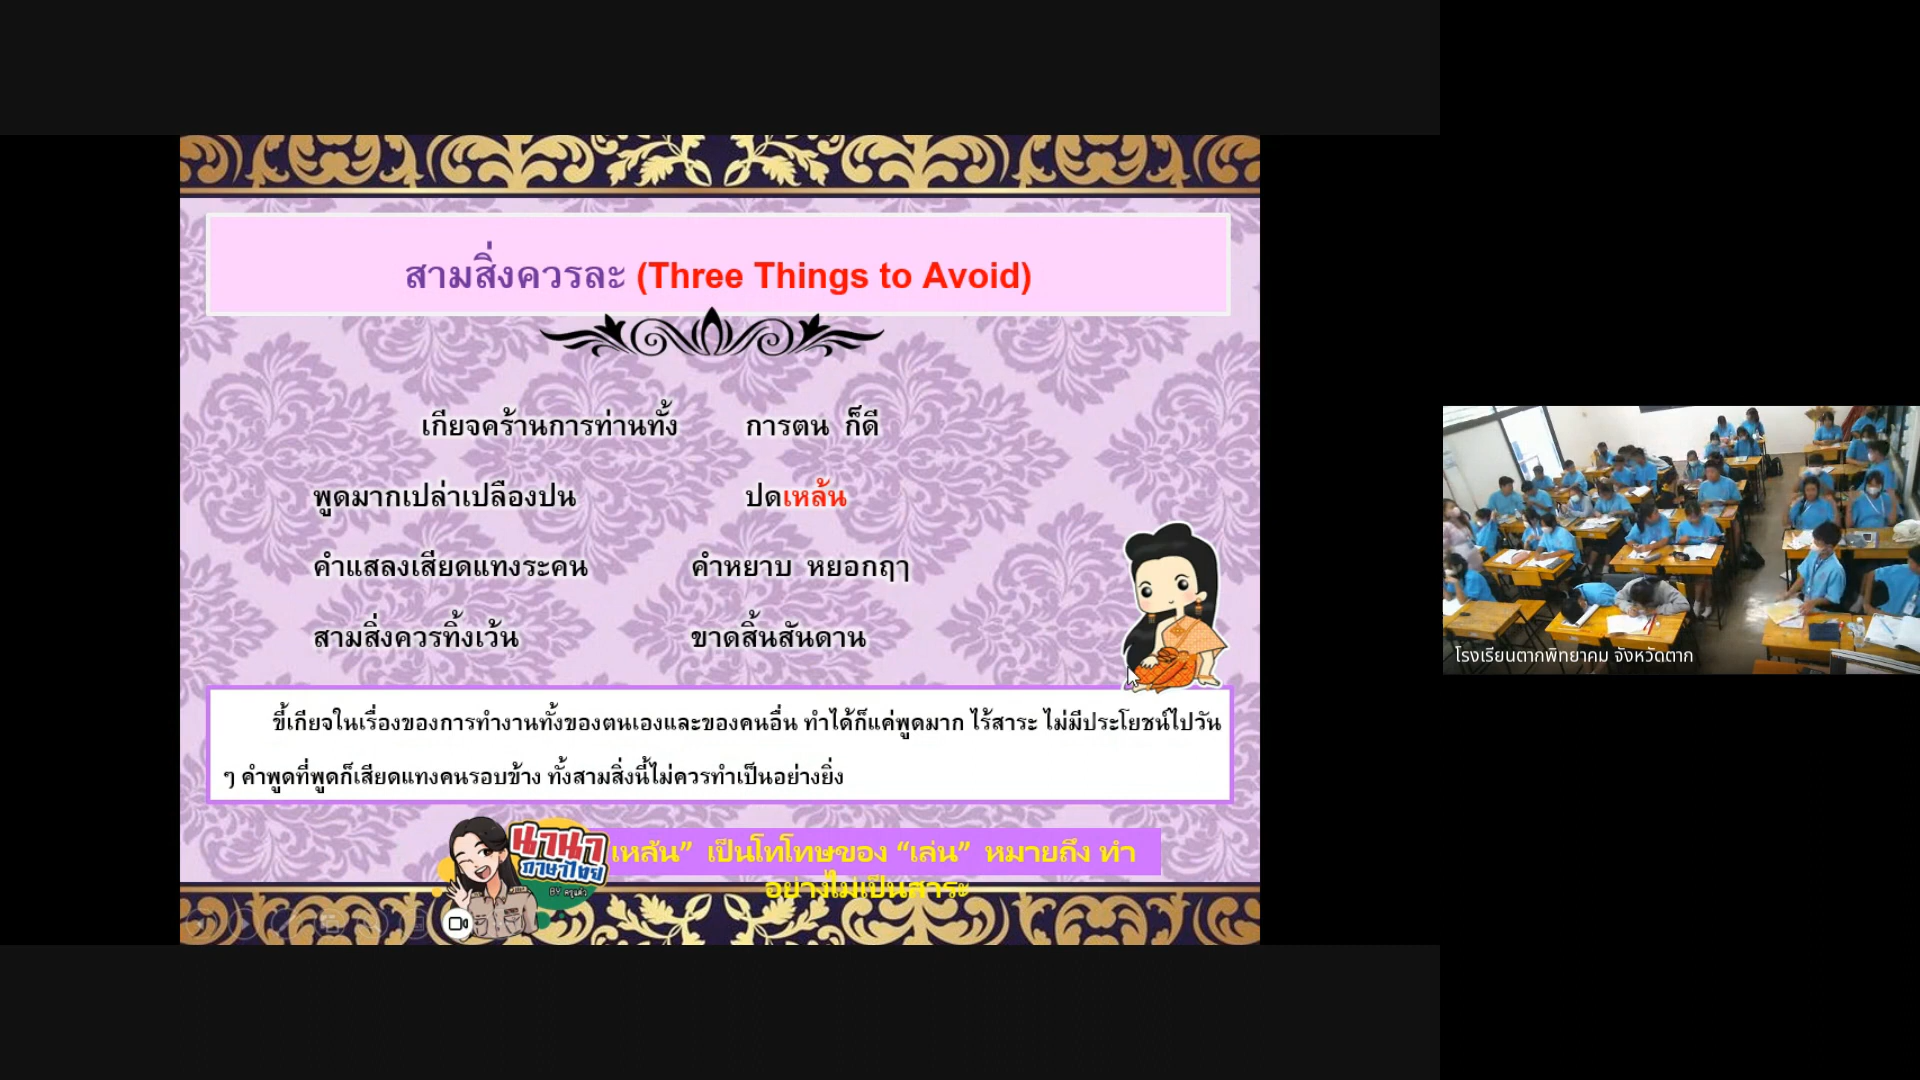 สามสิ่งควรละ (Three Things to Avoid)
เกียจคร้านการท่านทั้ง การตน ก็ดี
พูดมากเปล่าเปลืองปน ปดเหล้น
คำแสลงเสียดแทงระคน คำหยาบ หยอกฤา
สามสิ่งควรทิ้งเว้น ขาดสิ้นสันดาน
ขี้เกียจในเรื่องของการทำงานทั้งของตนเองและของคนอื่น ทำได้ก็แค่พูดมาก ไร้สาระ ไม่มีประโยชน์ไปวัน
ๆ คำพูดที่พูดก็เสียดแทงคนรอบข้าง ทั้งสามสิ่งนี้ไม่ควรทำเป็นอย่างยิ่ง
นานา
ภาษาไทย
BY ครูแต้ว
เหล้น” เป็นโทโทษของ “เล่น” หมายถึง ทำ
อย่างไม่เป็นสาระ
โรงเรียนตากพิทยาคม จังหวัดตาก